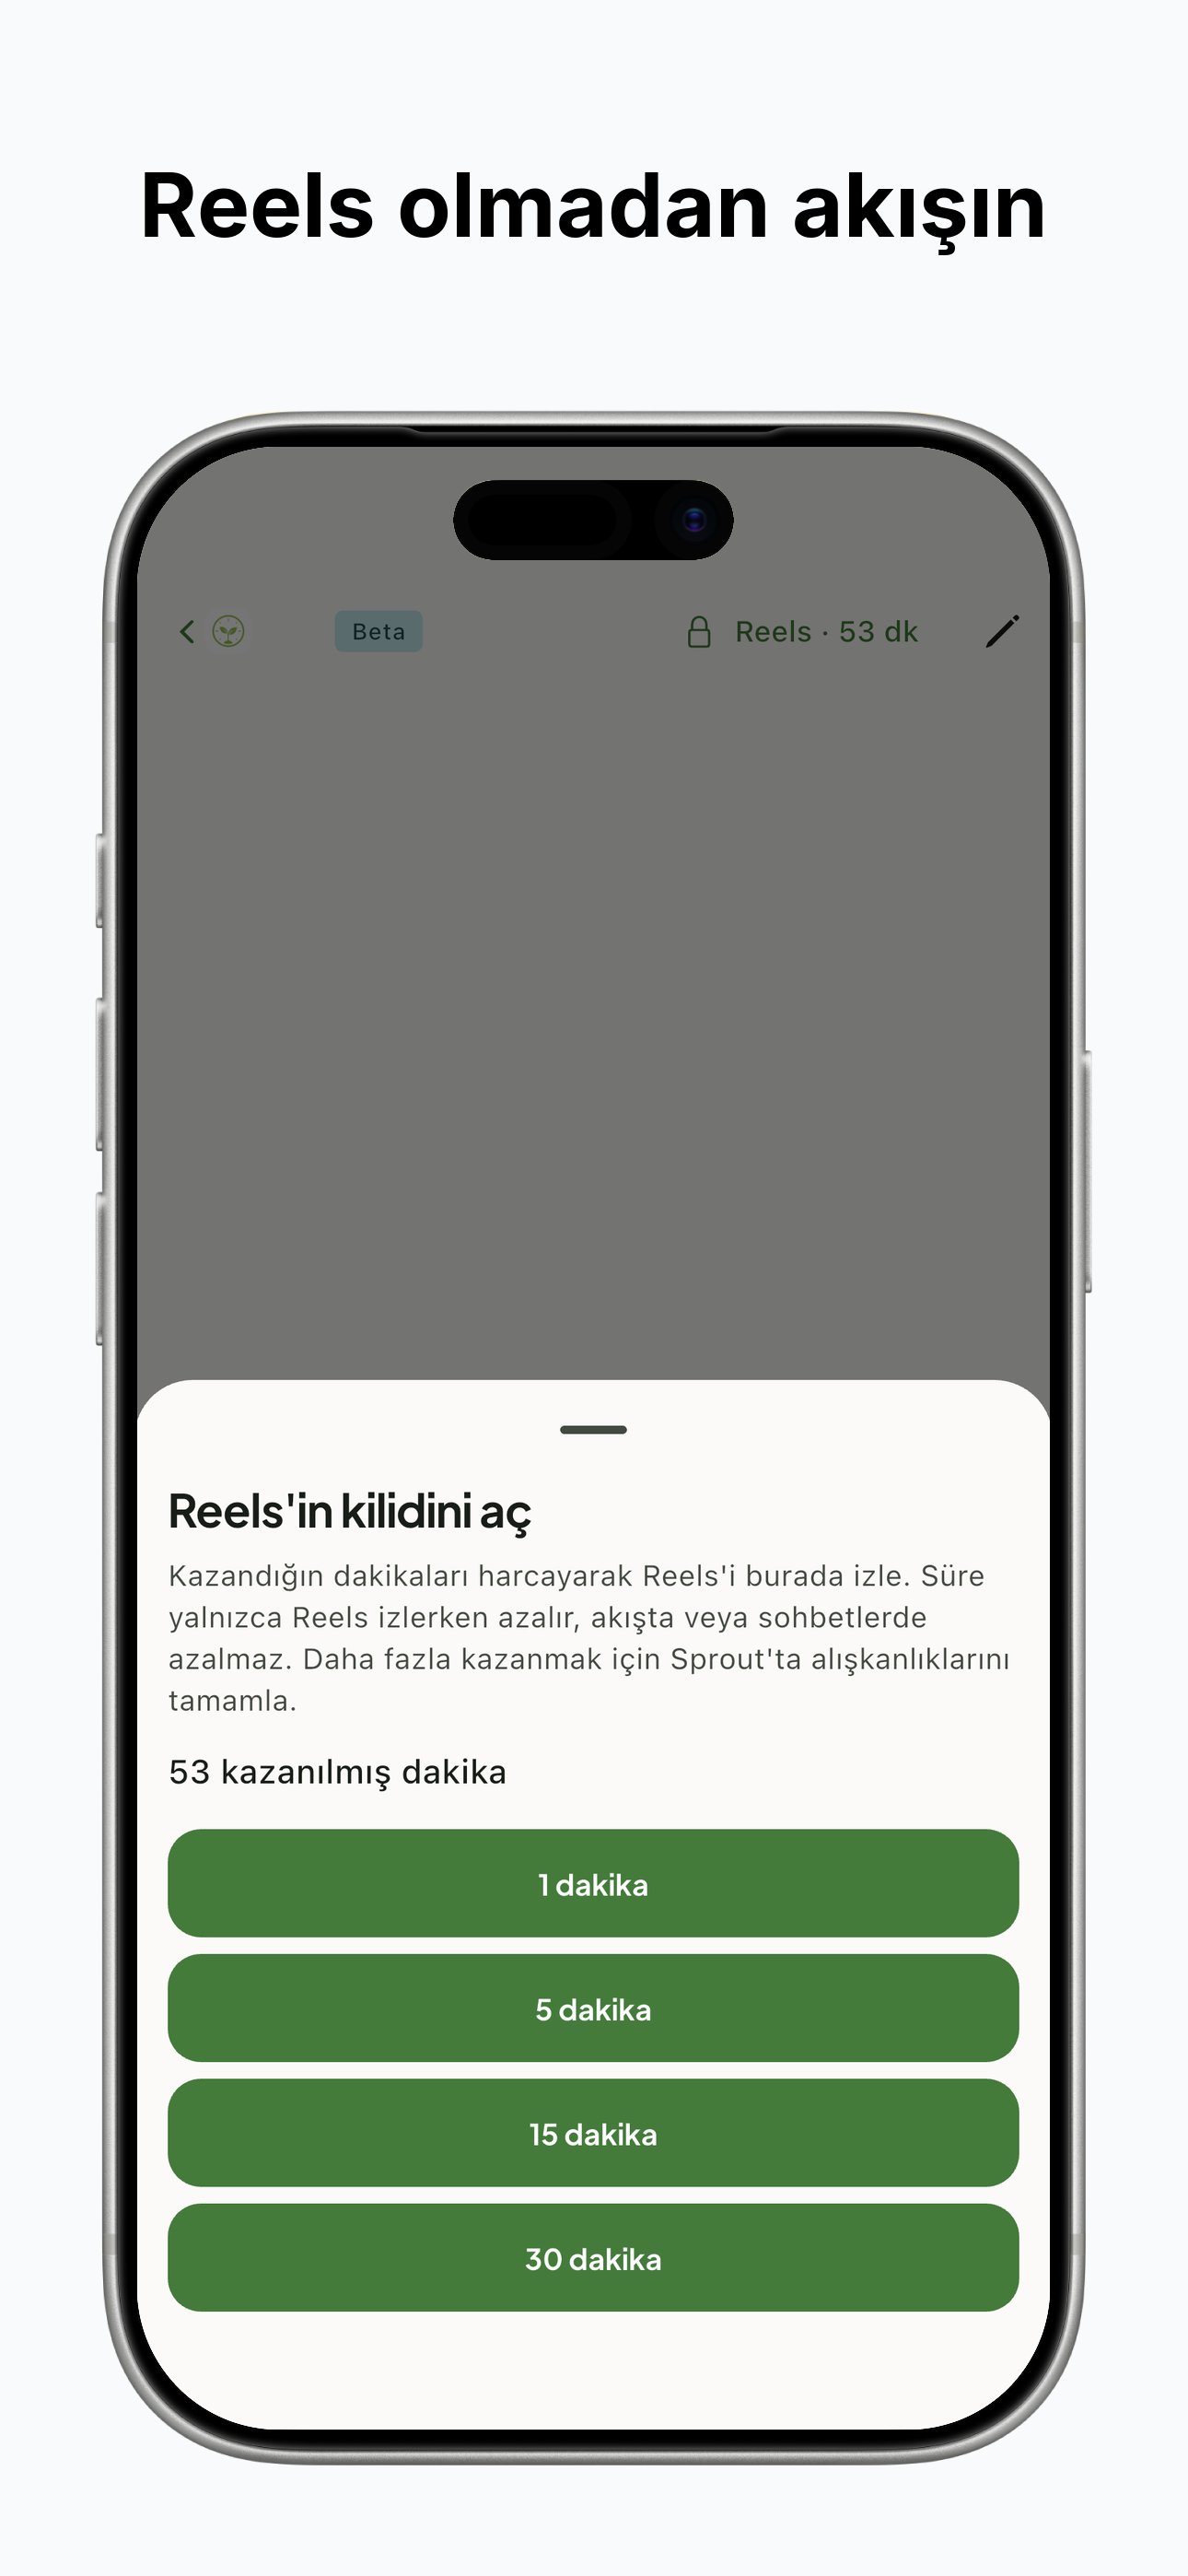 Reels olmadan akışın
Beta
Reels · 53 dk
Reels'in kilidini aç
Kazandığın dakikaları harcayarak Reels'i burada izle. Süre
yalnızca Reels izlerken azalır, akışta veya sohbetlerde
azalmaz. Daha fazla kazanmak için Sprout'ta alışkanlıklarını
tamamla.
53 kazanılmış dakika
1 dakika
5 dakika
15 dakika
30 dakika